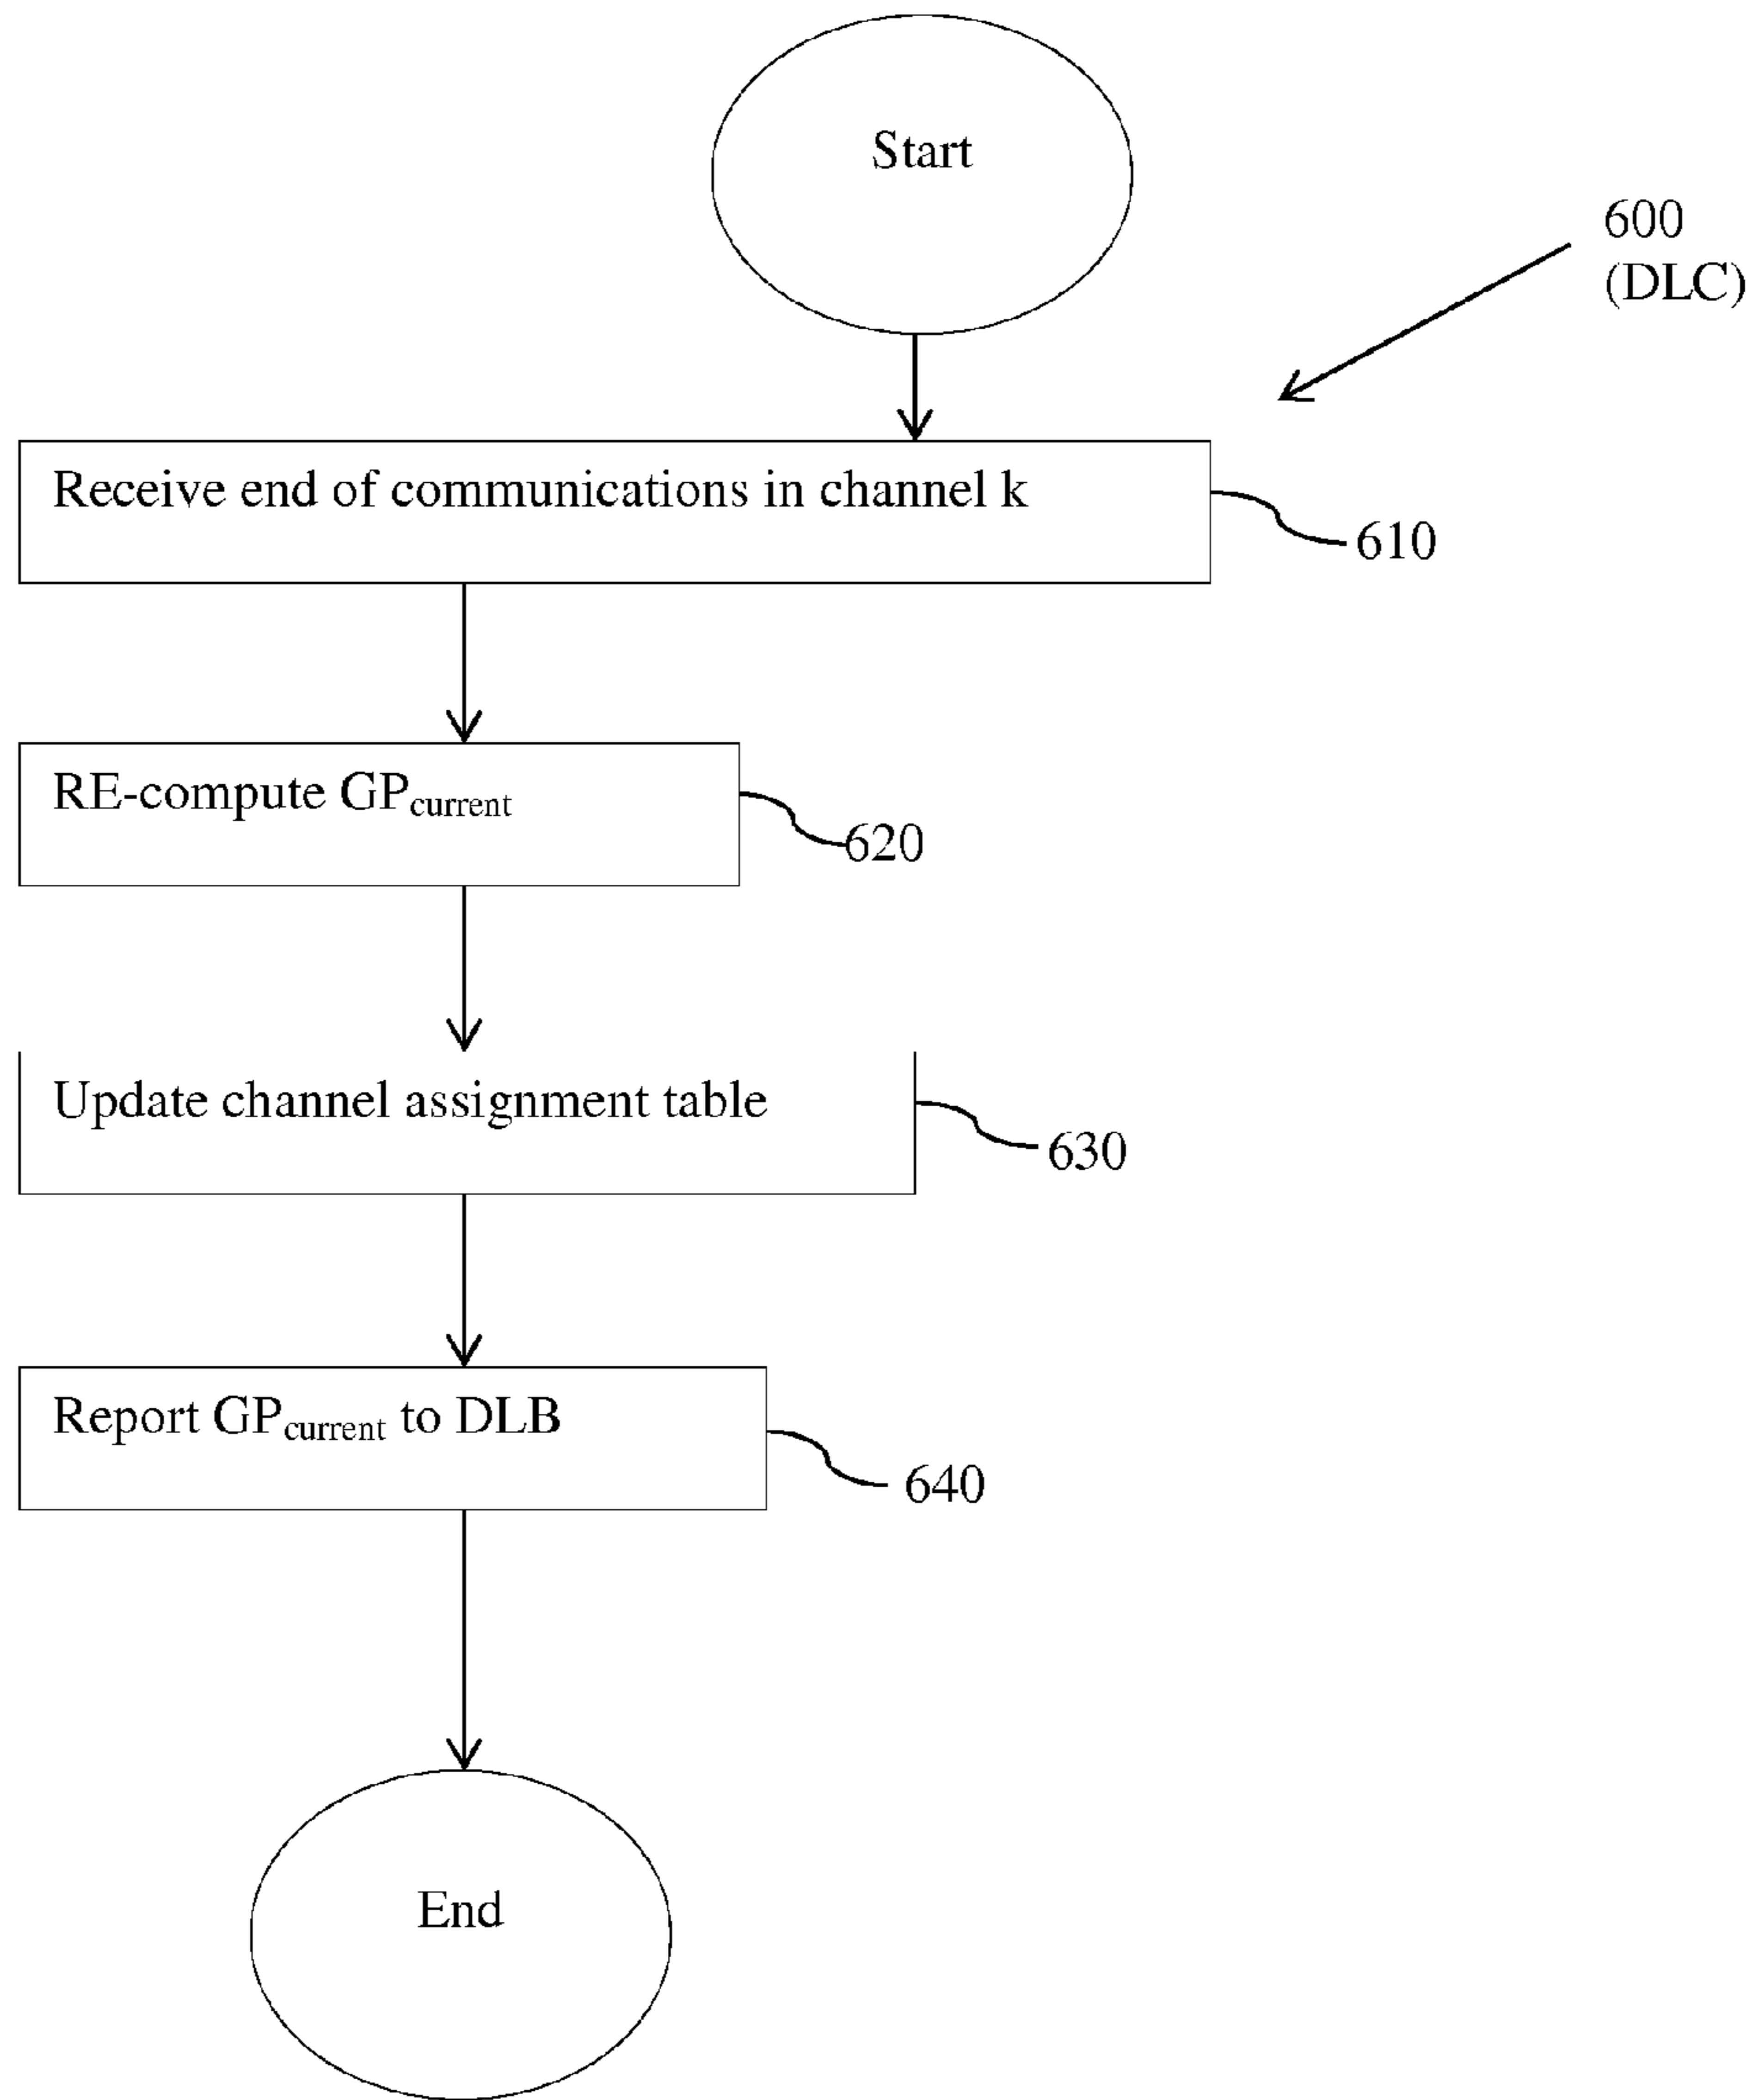 Start
600
(DLC)
Receive end of communications in channel k
610
RE-compute GPcurrent
620
Update channel assignment table
630
Report GPcurrent to DLB
640
End